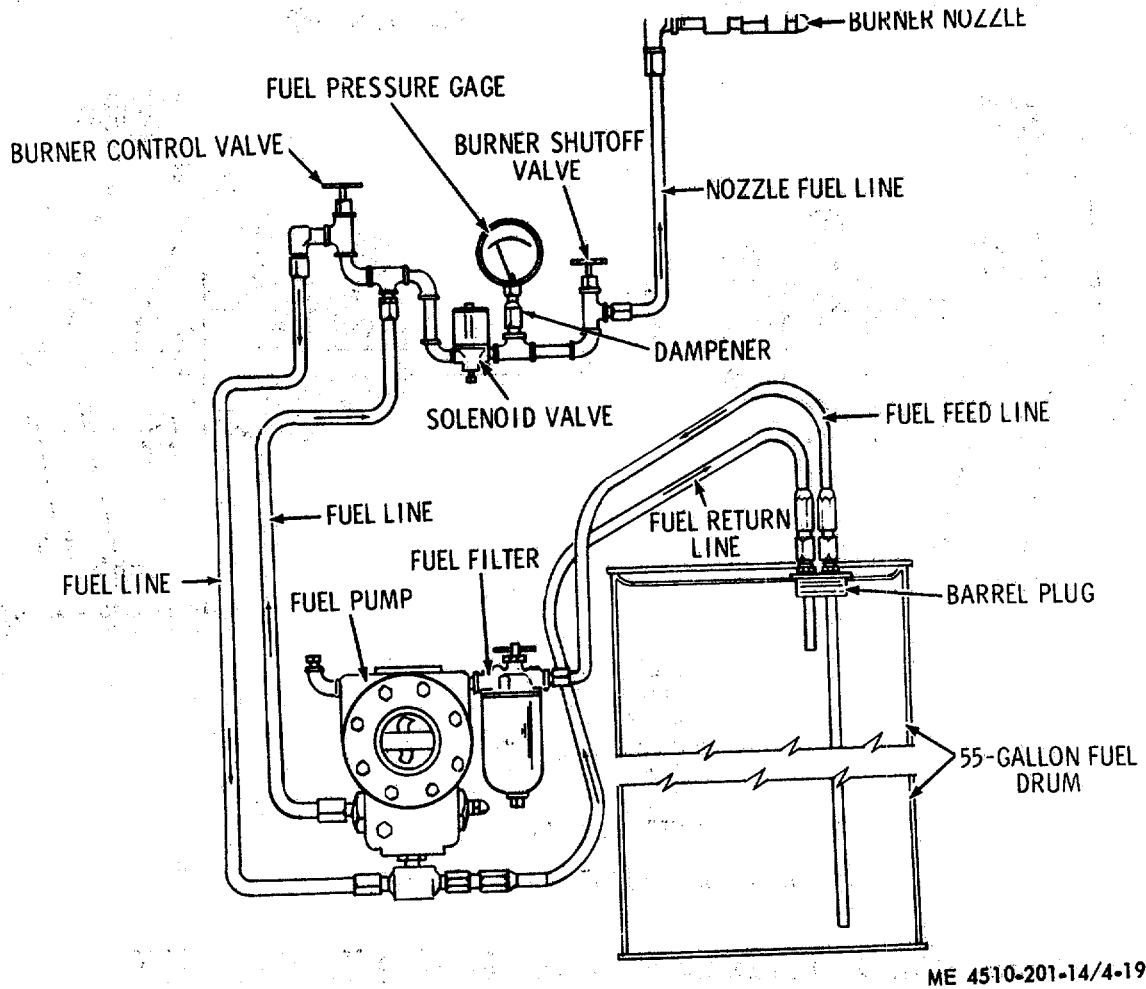 BURNER NOZZLE
FUEL PRESSURE GAGE
BURNER CONTROL VALVE
BURNER SHUTOFF
VALVE
NOZZLE FUEL LINE
DAMPENER
SOLENOID VALVE
FUEL FEED LINE
FUEL LINE
FUEL RETURN
LINE
FUEL FILTER
FUEL LINE
FUEL PUMP
BARREL PLUG
55-GALLON FUEL
DRUM
ME 4510-201-14/4-19